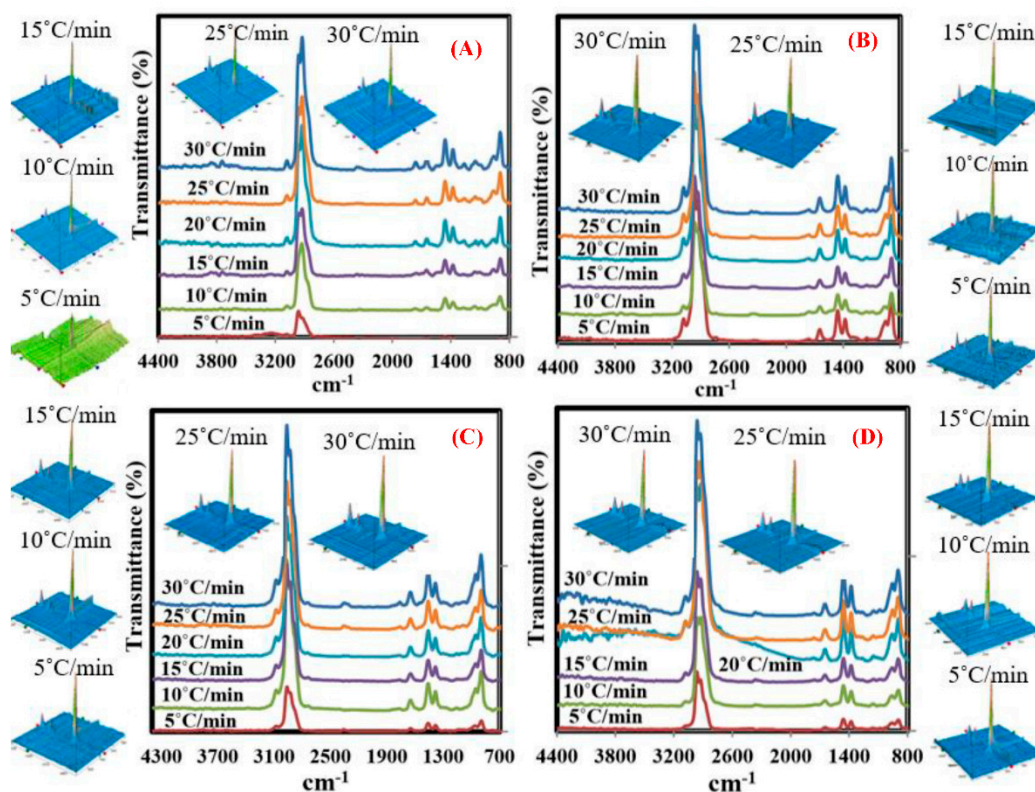 15˚C/min
10˚C/min
5˚C/min
Transmittance (%)
25˚C/min
30˚C/min
(A)
30˚C/min
25˚C/min
20˚C/min
15˚C/min
10˚C/min
5˚C/min
4400 3800 3200 2600 2000 1400 800
cm-1
Transmittance (%)
30˚C/min
25˚C/min
(B)
30˚C/min
25˚C/min
20˚C/min
15˚C/min
10˚C/min
5˚C/min
4400 3800 3200 2600 2000 1400 800
cm-1
15˚C/min
10˚C/min
5˚C/min
15˚C/min
10˚C/min
5˚C/min
Transmittance (%)
25˚C/min
30˚C/min
(C)
30˚C/min
25˚C/min
20˚C/min
15˚C/min
10˚C/min
5˚C/min
4300 3700 3100 2500 1900 1300 700
cm-1
Transmittance (%)
30˚C/min
25˚C/min
(D)
30˚C/min
25˚C/min
20˚C/min
15˚C/min
10˚C/min
5˚C/min
4400 3800 3200 2600 2000 1400 800
cm-1
15˚C/min
10˚C/min
5˚C/min